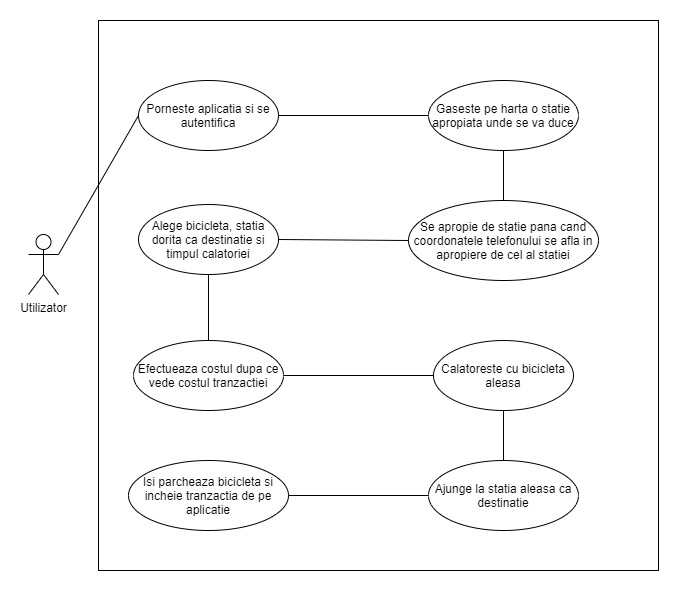 Porneste aplicatia si se
autentifica
Gaseste pe harta o statie
apropiata unde se va duce
Alege bicicleta, statia
dorita ca destinatie si
timpul calatoriei
Se apropie de statie pana cand
coordonatele telefonului se afla in
apropiere de cel al statiei
Utilizator
Efectueaza costul dupa ce
vede costul tranzactiei
Calatoreste cu bicicleta
aleasa
Isi parcheaza bicicleta si
incheie tranzactia de pe
aplicatie
Ajunge la statia aleasa ca
destinatie